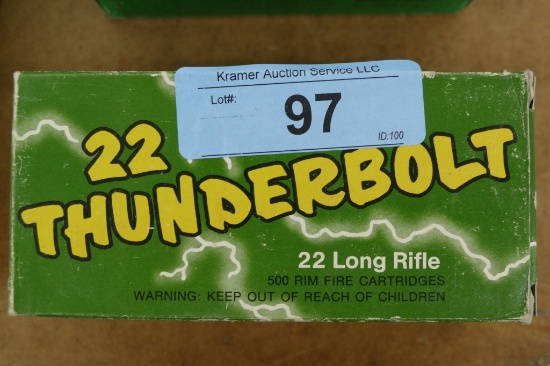 Kramer Auction Service LLC
Lot#:
97
ID.100
22
THUNDERBOLT
22 Long Rifle
500 RIM FIRE CARTRIDGES
WARNING: KEEP OUT OF REACH OF CHILDREN